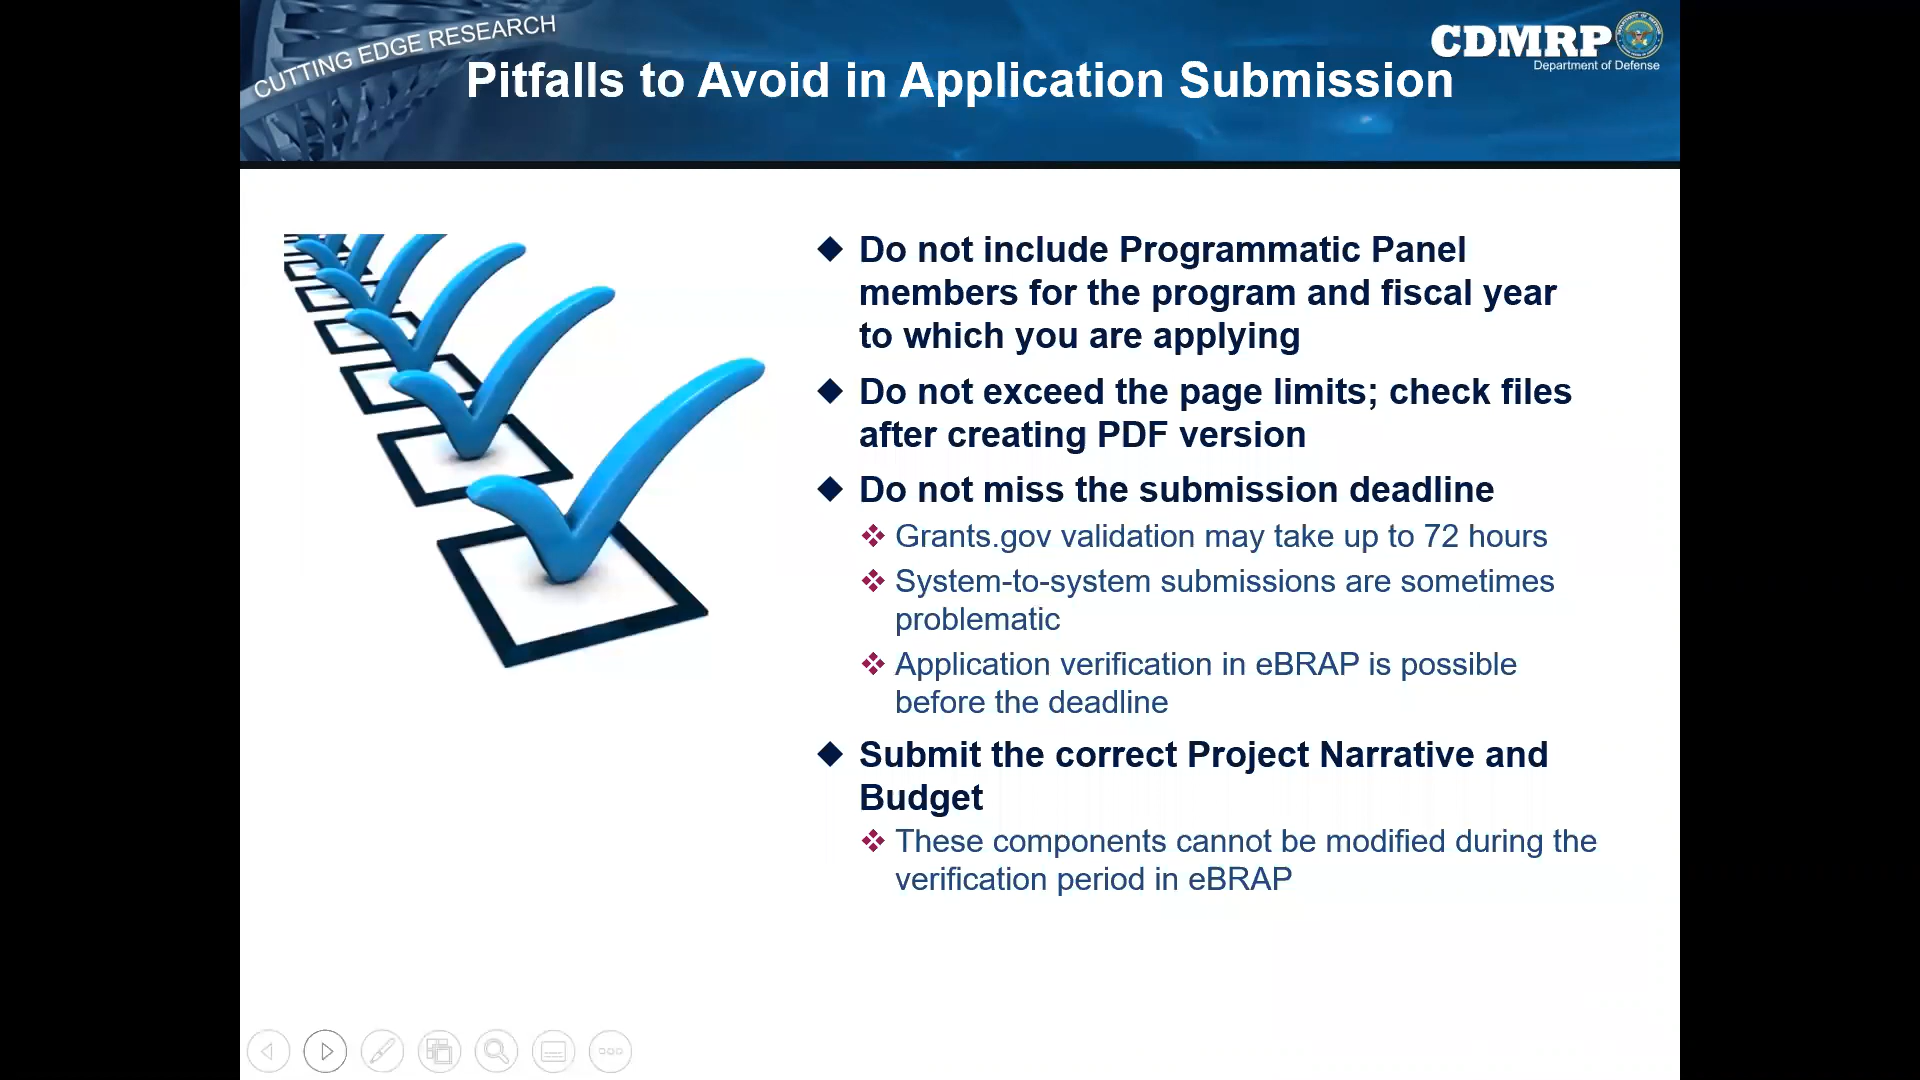 CUTTING EDGE RESEARCH
CDMRP
Department of Defense
Pitfalls to Avoid in Application Submission
Do not include Programmatic Panel
members for the program and fiscal year
to which you are applying
Do not exceed the page limits; check files
after creating PDF version
Do not miss the submission deadline
Grants.gov validation may take up to 72 hours
System-to-system submissions are sometimes
problematic
Application verification in eBRAP is possible
before the deadline
Submit the correct Project Narrative and
Budget
These components cannot be modified during the
verification period in eBRAP